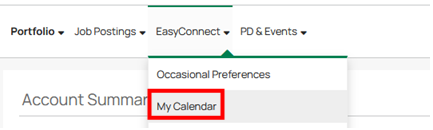 Portfolio Job Postings EasyConnect PD & Events
Occasional Preferences
Account Summar
My Calendar